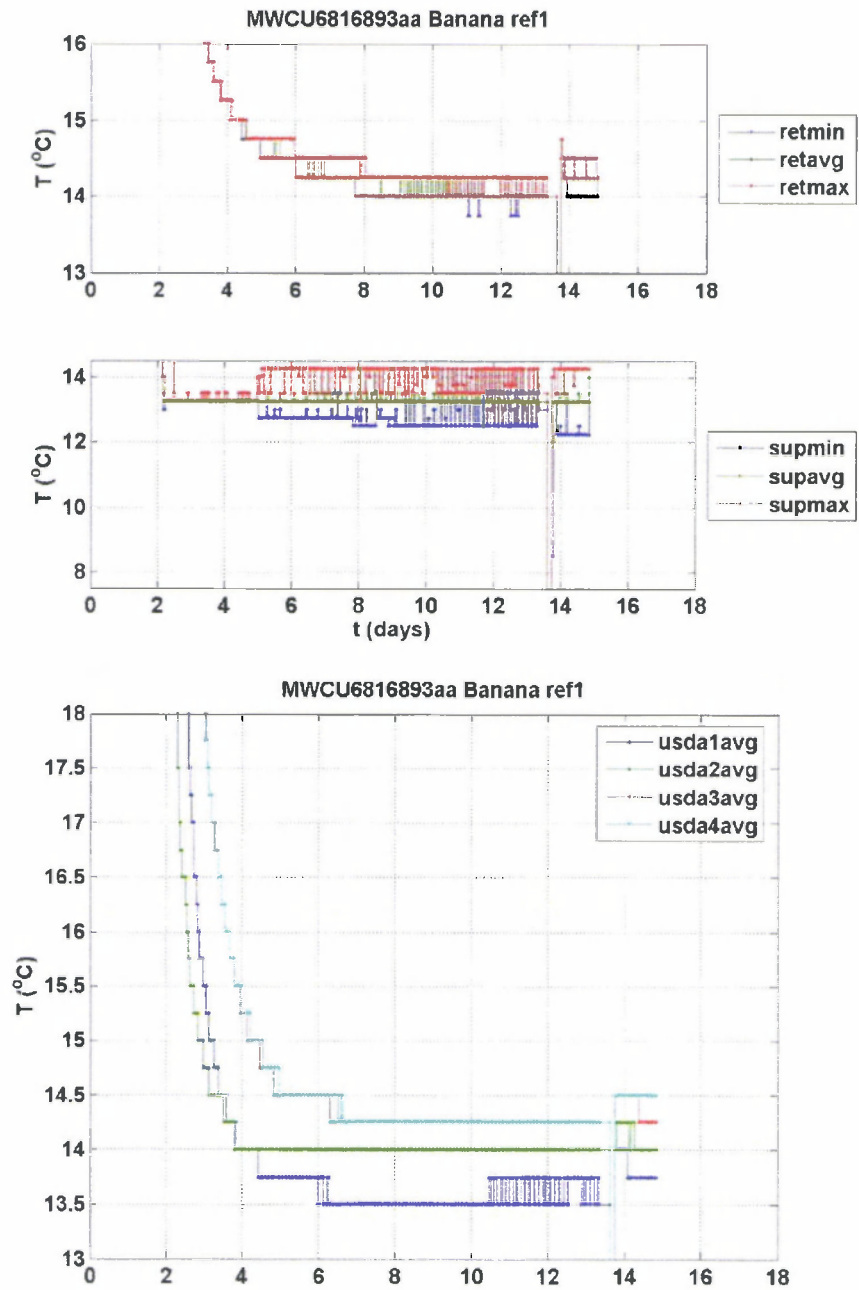 MWCU6816893aa Banana ref1
16
15
14
13
T (°C)
0 2 4 6 8 10 12 14 16 18
retmin
retavg
retmax
14
12
10
8
T (°C)
0 2 4 6 8 10 12 14 16 18
t (days)
supmin
supavg
supmax
MWCU6816893aa Banana ref1
18
17.5
17
16.5
16
15.5
15
14.5
14
13.5
13
T (°C)
0 2 4 6 8 10 12 14 16 18
usda1avg
usda2avg
usda3avg
usda4avg